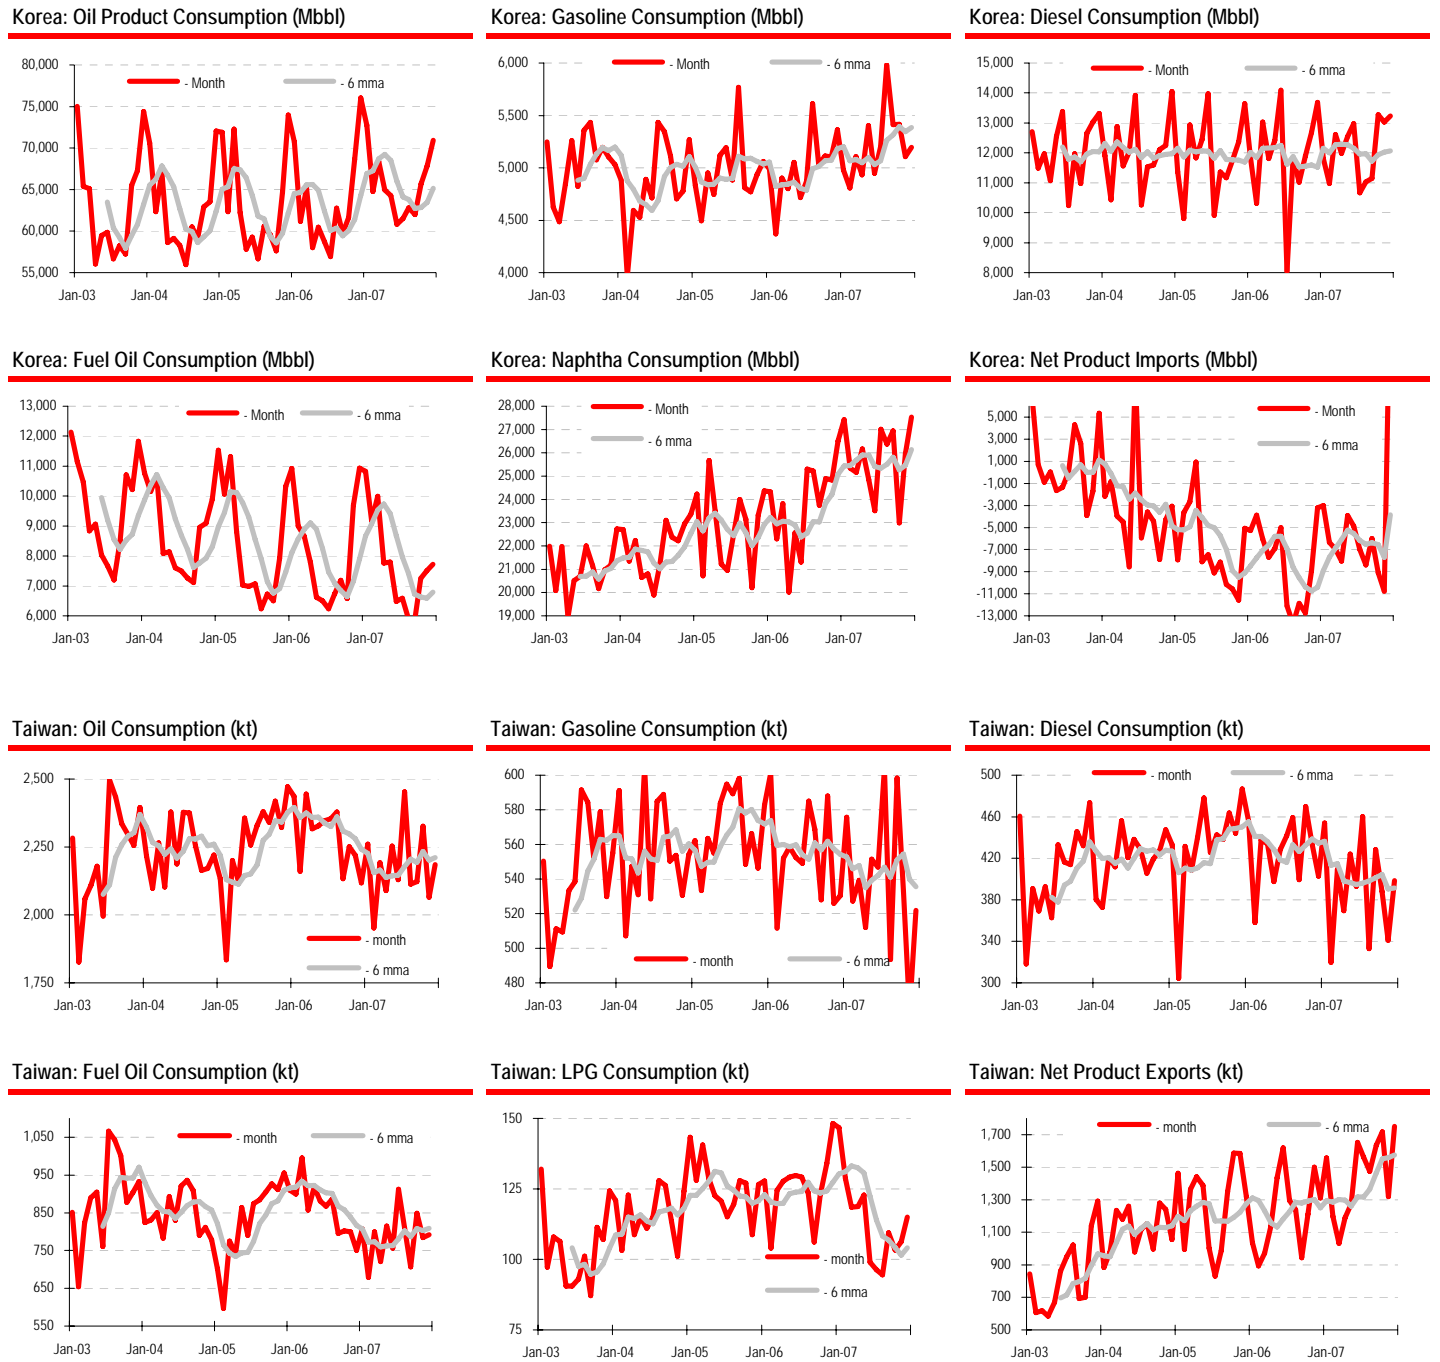 Korea: Oil Product Consumption (Mbbl)
Korea: Gasoline Consumption (Mbbl)
Korea: Diesel Consumption (Mbbl)
80,000
75,000
70,000
65,000
60,000
55,000
- Month
- 6 mma
Jan-03
Jan-04
Jan-05
Jan-06
Jan-07
6,000
5,500
5,000
4,500
4,000
- Month
- 6 mma
Jan-03
Jan-04
Jan-05
Jan-06
Jan-07
15,000
14,000
13,000
12,000
11,000
10,000
9,000
8,000
- Month
- 6 mma
Jan-03
Jan-04
Jan-05
Jan-06
Jan-07
Korea: Fuel Oil Consumption (Mbbl)
Korea: Naphtha Consumption (Mbbl)
Korea: Net Product Imports (Mbbl)
13,000
12,000
11,000
10,000
9,000
8,000
7,000
6,000
- Month
- 6 mma
Jan-03
Jan-04
Jan-05
Jan-06
Jan-07
28,000
27,000
26,000
25,000
24,000
23,000
22,000
21,000
20,000
19,000
- Month
- 6 mma
Jan-03
Jan-04
Jan-05
Jan-06
Jan-07
5,000
3,000
1,000
-1,000
-3,000
-5,000
-7,000
-9,000
-11,000
-13,000
- Month
- 6 mma
Jan-03
Jan-04
Jan-05
Jan-06
Jan-07
Taiwan: Oil Consumption (kt)
Taiwan: Gasoline Consumption (kt)
Taiwan: Diesel Consumption (kt)
2,500
2,250
2,000
1,750
- month
- 6 mma
Jan-03
Jan-04
Jan-05
Jan-06
Jan-07
600
580
560
540
520
500
480
- month
- 6 mma
Jan-03
Jan-04
Jan-05
Jan-06
Jan-07
500
460
420
380
340
300
- month
- 6 mma
Jan-03
Jan-04
Jan-05
Jan-06
Jan-07
Taiwan: Fuel Oil Consumption (kt)
Taiwan: LPG Consumption (kt)
Taiwan: Net Product Exports (kt)
1,050
950
850
750
650
550
- month
- 6 mma
Jan-03
Jan-04
Jan-05
Jan-06
Jan-07
150
125
100
75
- month
- 6 mma
Jan-03
Jan-04
Jan-05
Jan-06
Jan-07
1,700
1,500
1,300
1,100
900
700
500
- month
- 6 mma
Jan-03
Jan-04
Jan-05
Jan-06
Jan-07